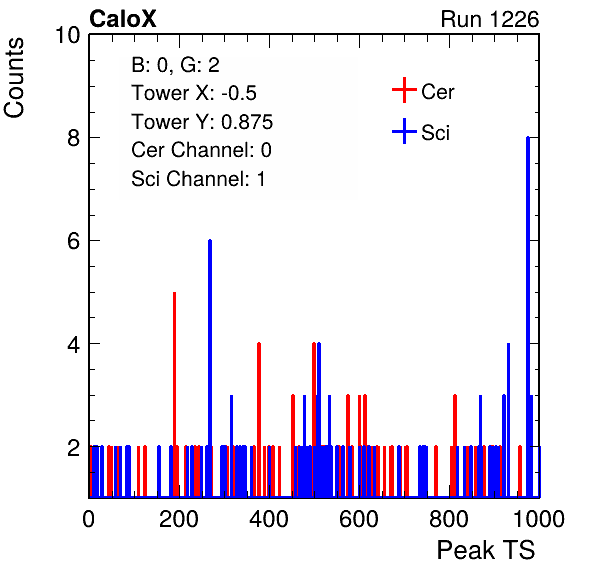 CaloX Run 1226
Counts
10
8
6
4
2
B: 0, G: 2
Tower X: -0.5
Tower Y: 0.875
Cer Channel: 0
Sci Channel: 1
Cer
Sci
0 200 400 600 800 1000
Peak TS